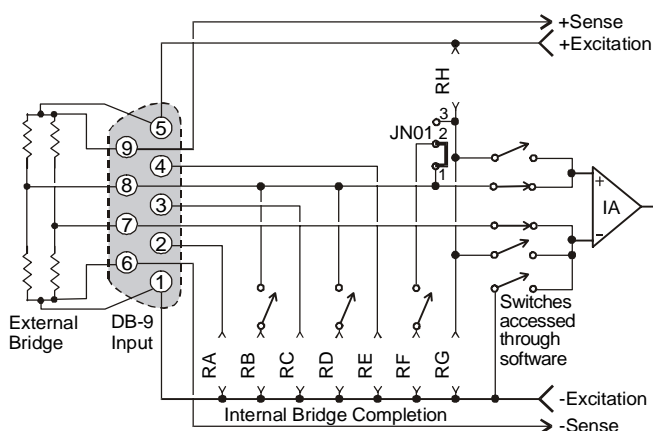 +Sense
+Excitation
RH
3
JN01 2
1
5
9
4
8
3
7
2
6
1
+
IA
-
External
Bridge
DB-9
Input
RA
RB
RC
RD
RE
RF
RG
Switches
accessed
through
software
Internal Bridge Completion
-Excitation
-Sense